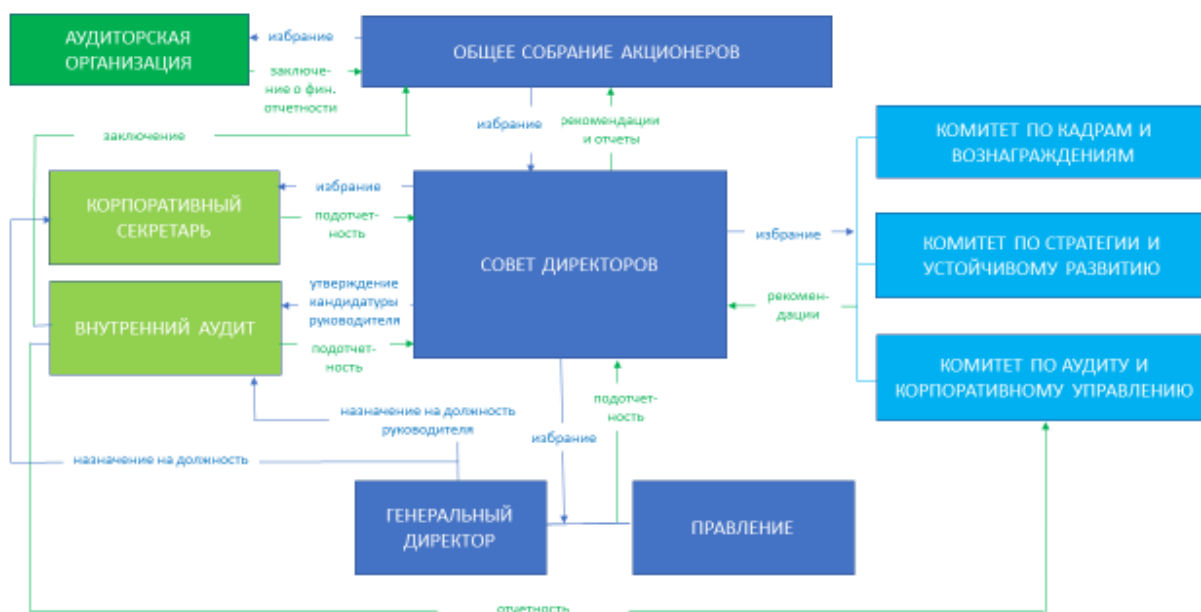 АУДИТОРСКАЯ
ОРГАНИЗАЦИЯ
избрание
заключе-
ние о фин.
отчетности
ОБЩЕЕ СОБРАНИЕ АКЦИОНЕРОВ
заключение
избрание
рекомендации
и отчеты
КОМИТЕТ ПО КАДРАМ И
ВОЗНАГРАЖДЕНИЯМ
КОРПОРАТИВНЫЙ
СЕКРЕТАРЬ
избрание
подотчет-
ность
СОВЕТ ДИРЕКТОРОВ
избрание
КОМИТЕТ ПО СТРАТЕГИИ И
УСТОЙЧИВОМУ РАЗВИТИЮ
ВНУТРЕННИЙ АУДИТ
утверждение
кандидатуры
руководителя
подотчет-
ность
рекомен-
дации
КОМИТЕТ ПО АУДИТУ И
КОРПОРАТИВНОМУ УПРАВЛЕНИЮ
назначение на должность
руководителя
избрание
подотчет-
ность
назначение на должность
ГЕНЕРАЛЬНЫЙ
ДИРЕКТОР
ПРАВЛЕНИЕ
отчетность